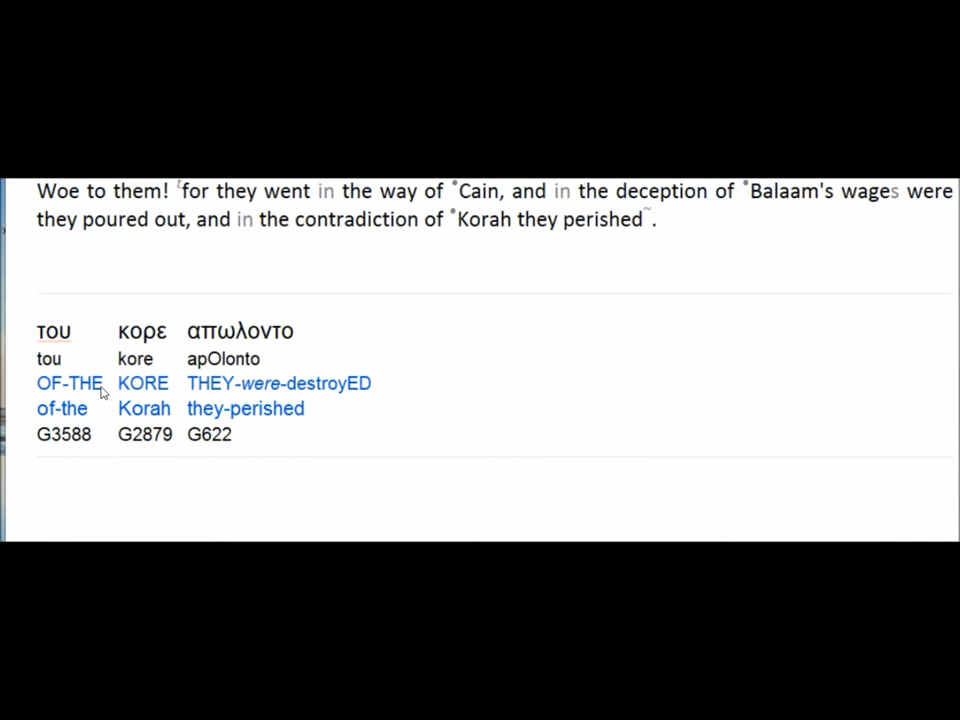 Woe to them! ᶠfor they went in the way of •Cain, and in the deception of •Balaam's wages were
they poured out, and in the contradiction of •Korah they perished~.
του κορε απωλοντο
tou kore apOlonto
OF-THE KORE THEY-were-destroyED
of-the Korah they-perished
G3588 G2879 G622